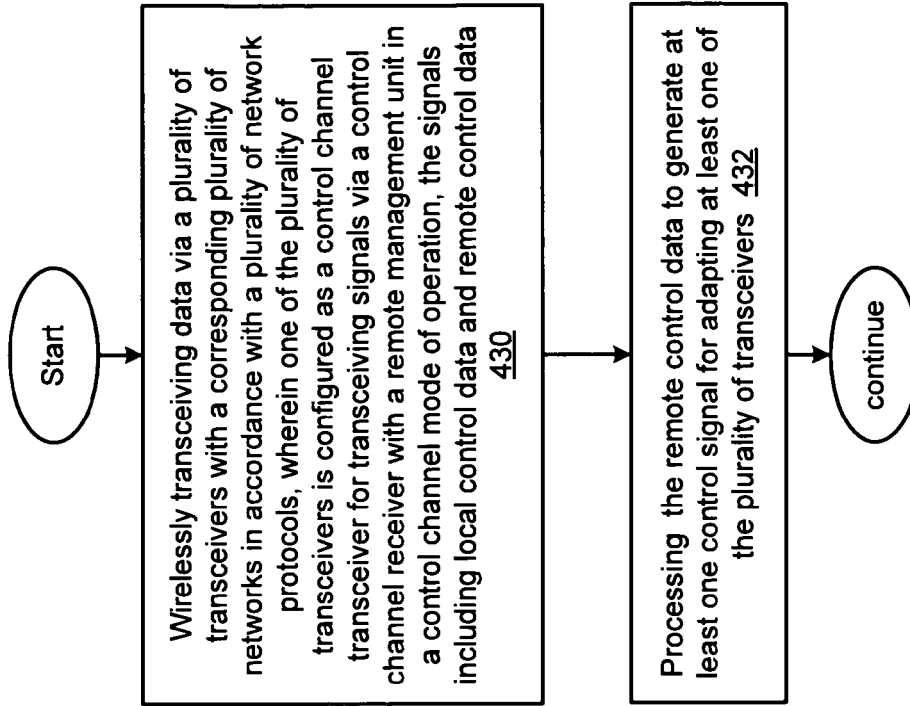 Start
Wirelessly transceiving data via a plurality of
transceivers with a corresponding plurality of
networks in accordance with a plurality of network
protocols, wherein one of the plurality of
transceivers is configured as a control channel
transceiver for transceiving signals via a control
channel receiver with a remote management unit in
a control channel mode of operation, the signals
including local control data and remote control data
430
Processing the remote control data to generate at
least one control signal for adapting at least one of
the plurality of transceivers 432
continue